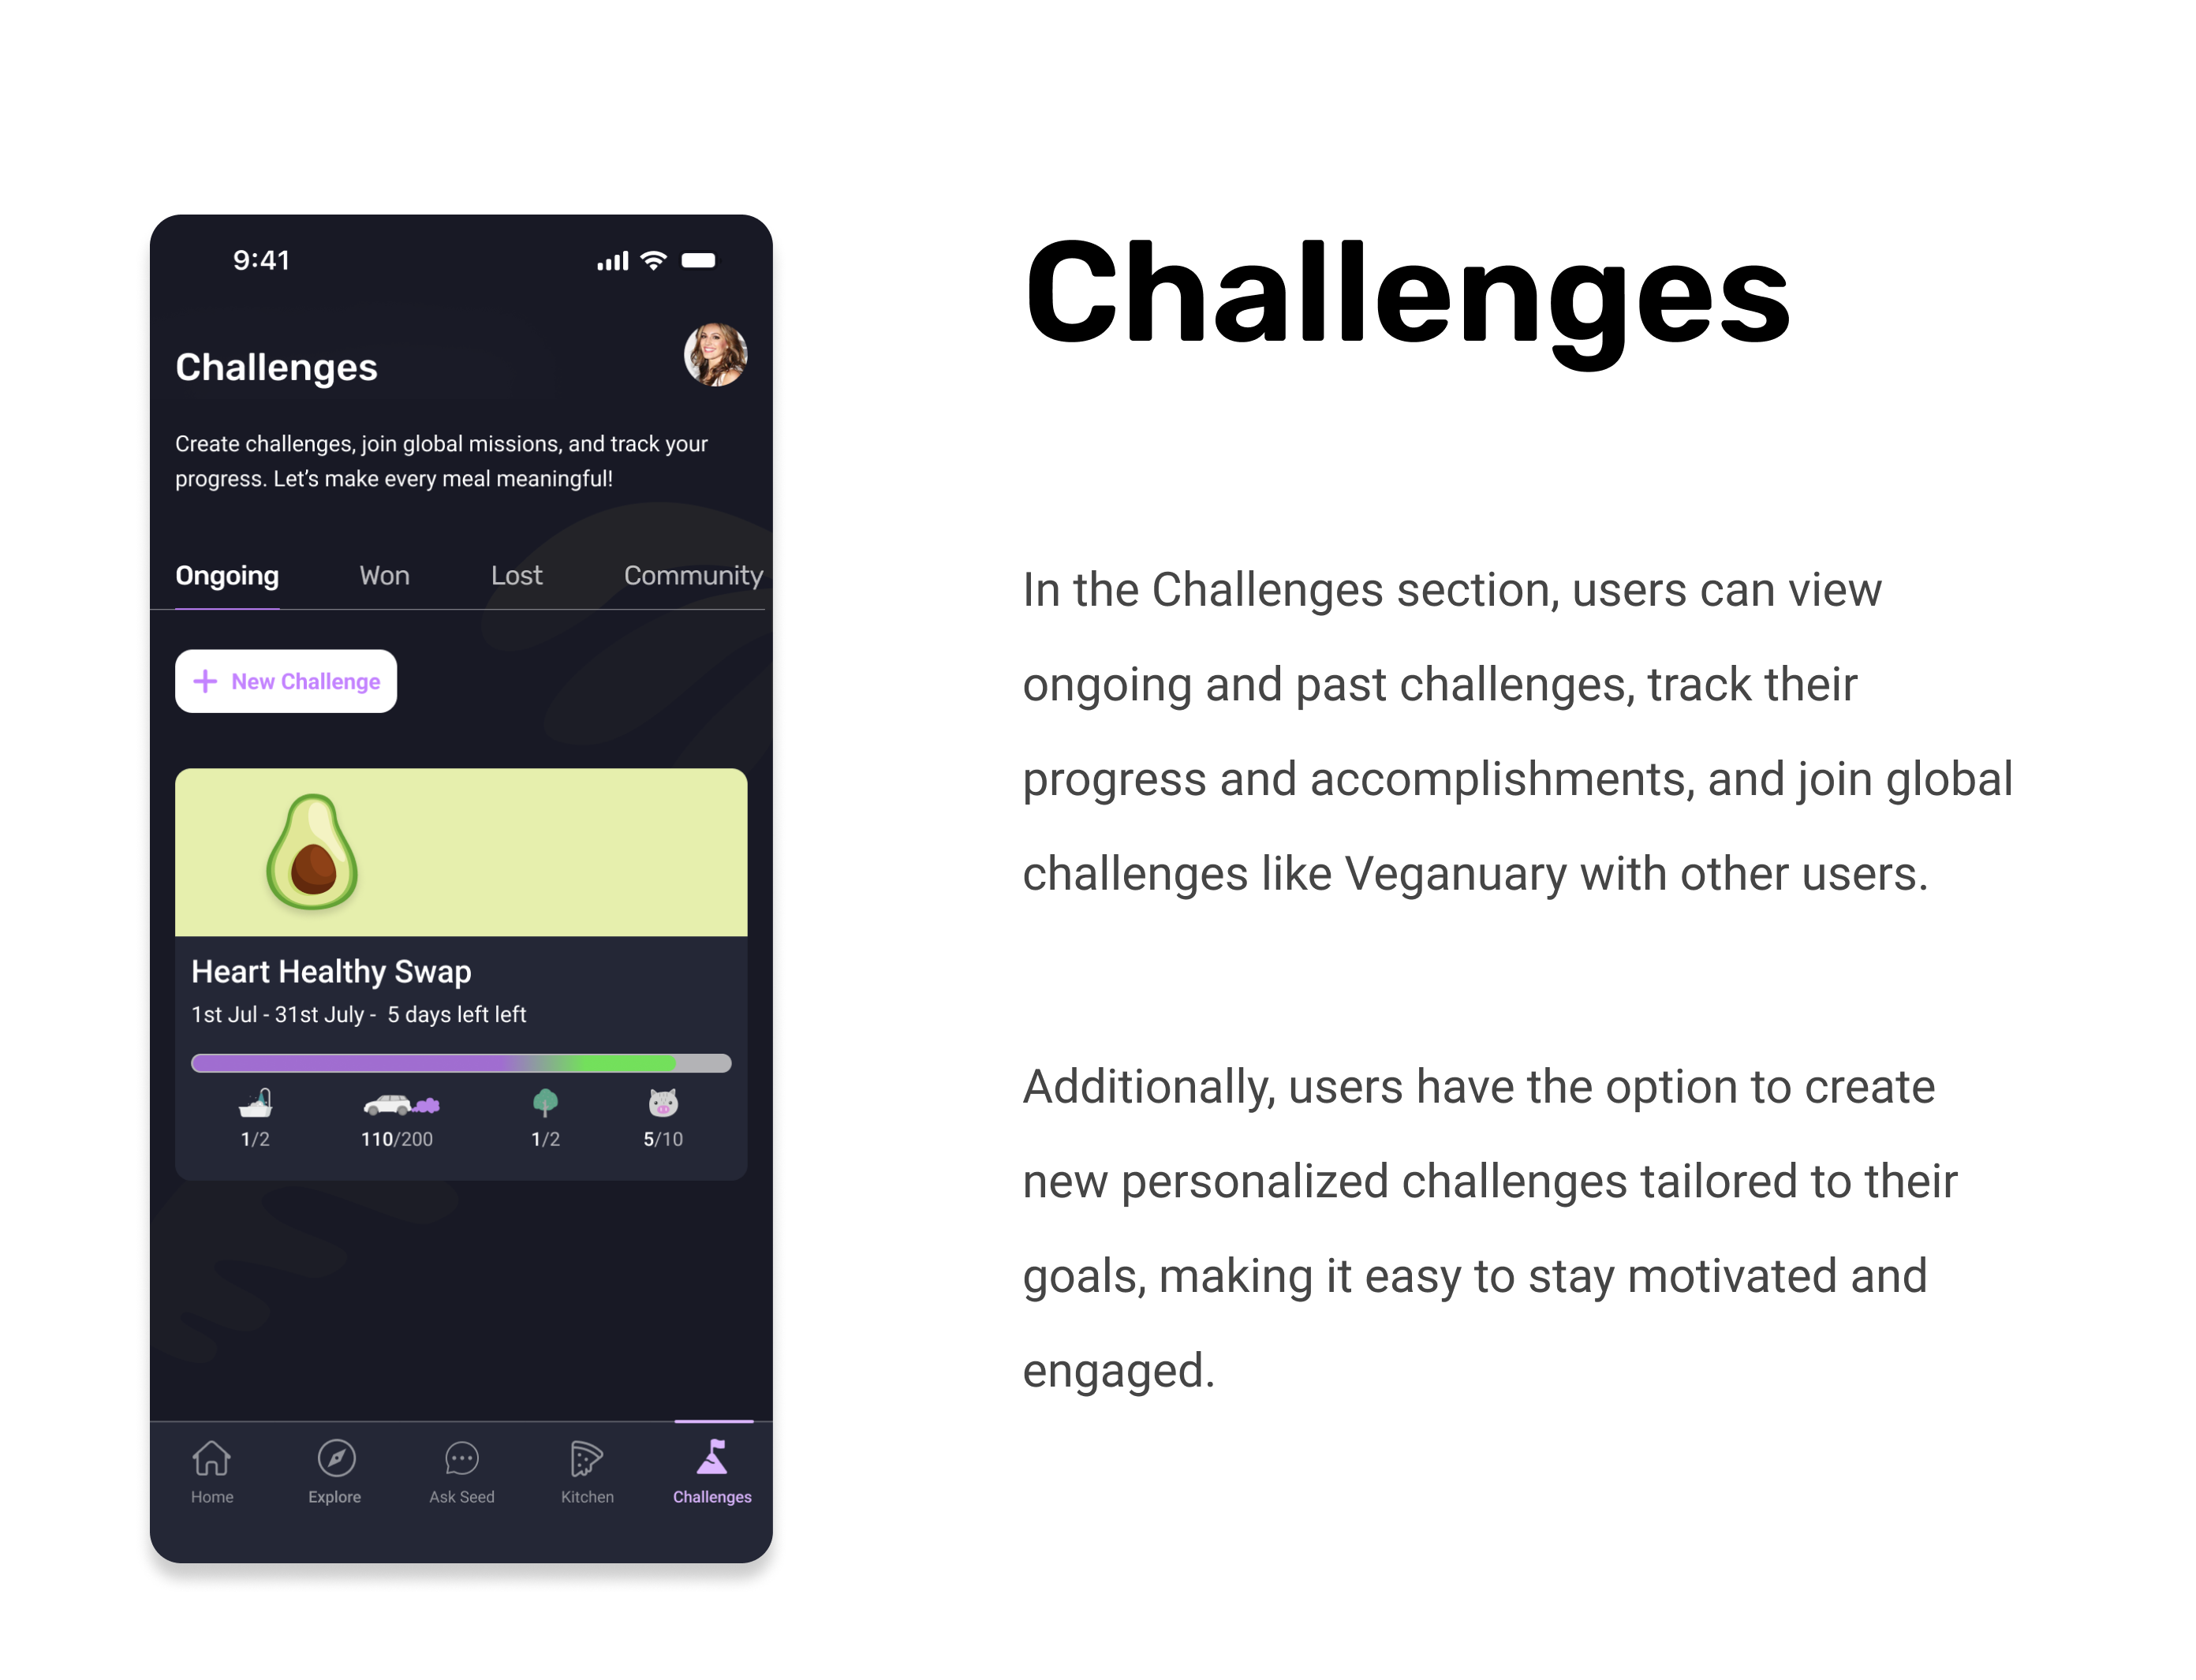 9:41
Challenges
Create challenges, join global missions, and track your
progress. Let's make every meal meaningful!
Ongoing Won Lost Community
+ New Challenge
Heart Healthy Swap
1st Jul - 31st July - 5 days left left
1/2 110/200 1/2 5/10
Home Explore Ask Seed Kitchen Challenges
Challenges
In the Challenges section, users can view
ongoing and past challenges, track their
progress and accomplishments, and join global
challenges like Veganuary with other users.
Additionally, users have the option to create
new personalized challenges tailored to their
goals, making it easy to stay motivated and
engaged.